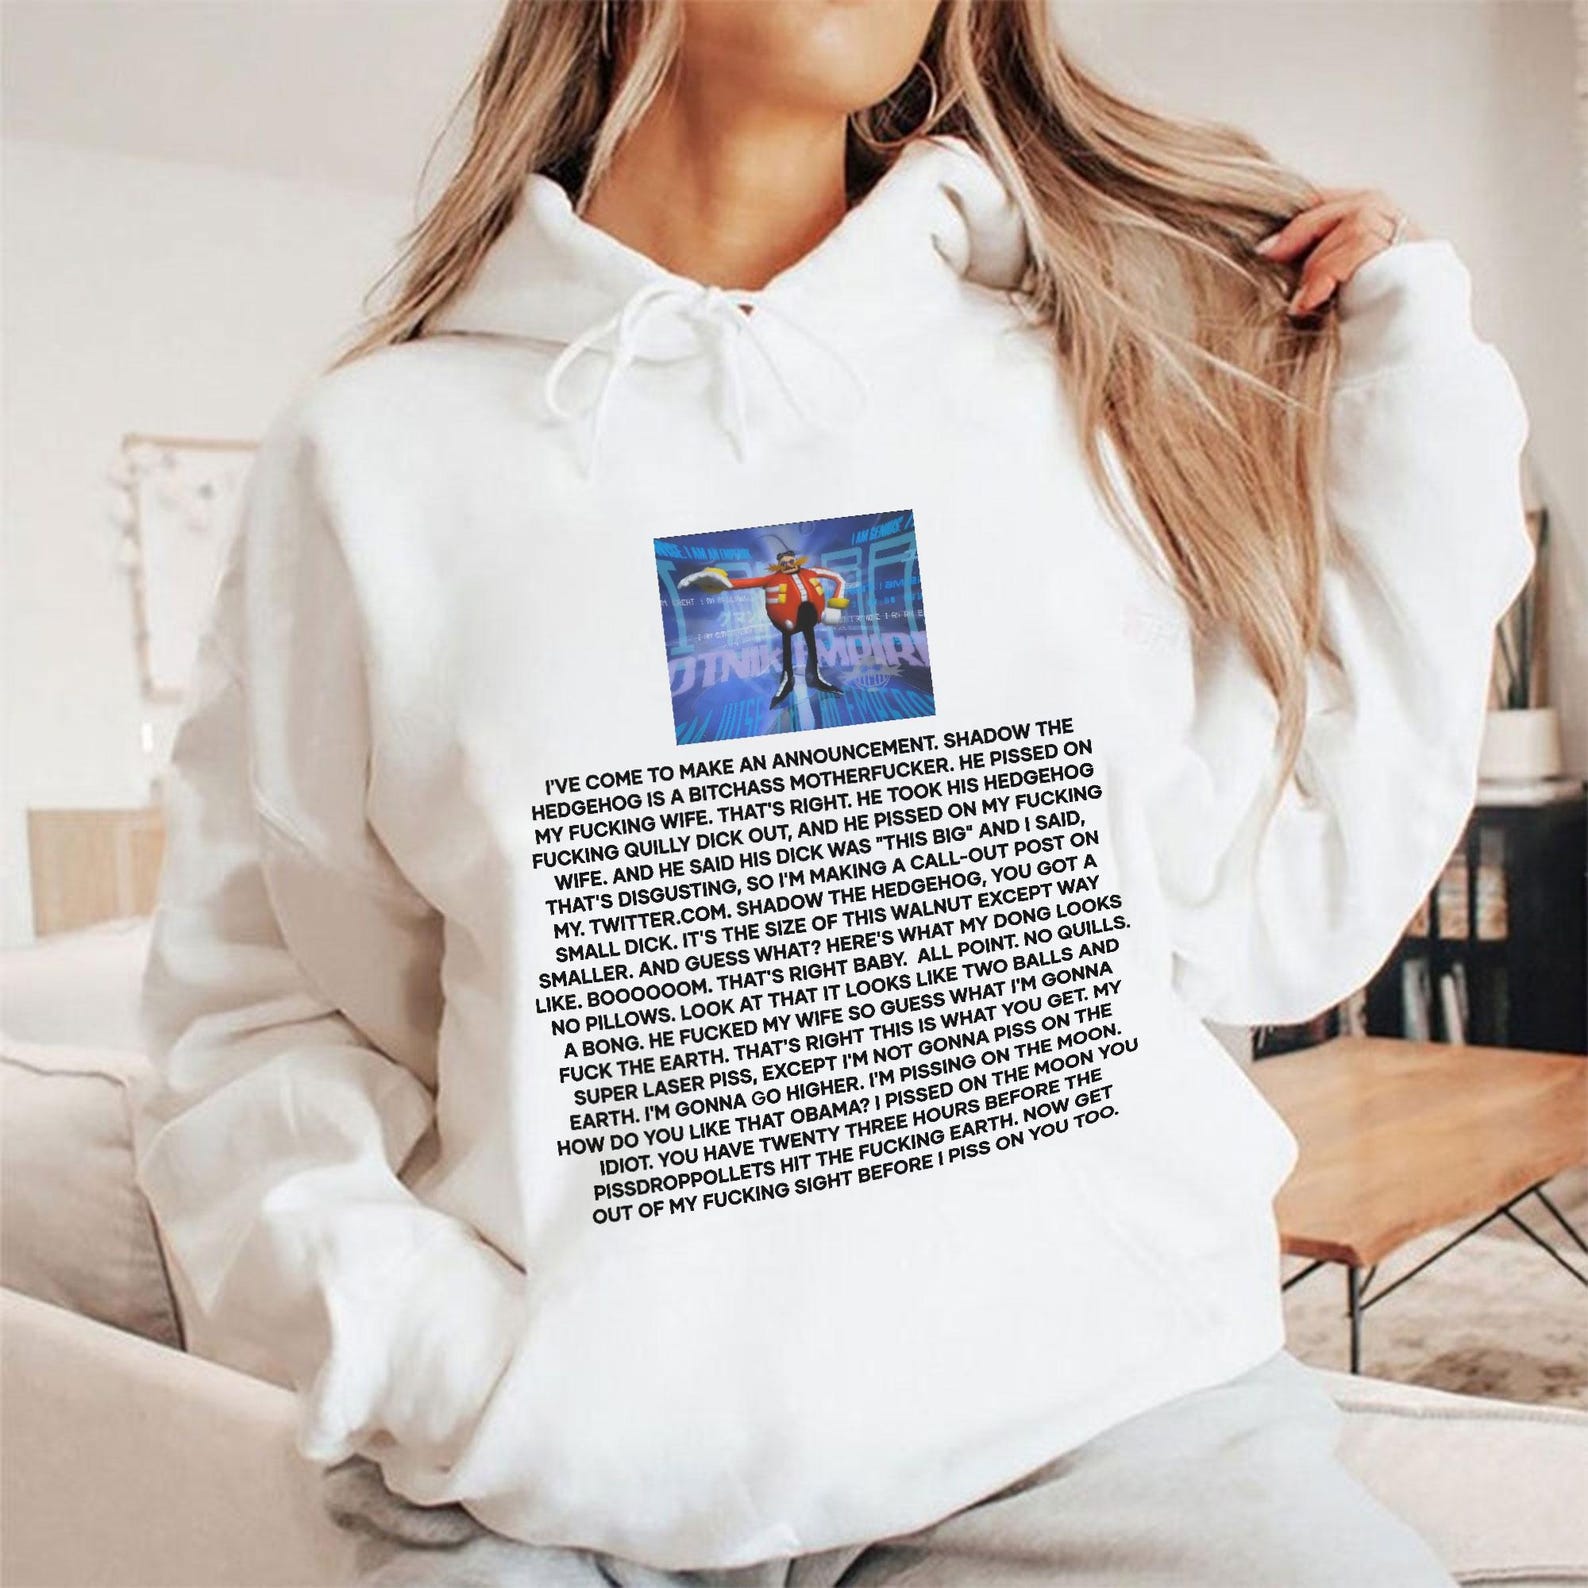 I AM AN EMPEROR
I AM GENIUS
I'VE COME TO MAKE AN ANNOUNCEMENT. SHADOW THE
HEDGEHOG IS A BITCHASS MOTHERFUCKER. HE PISSED ON
MY FUCKING WIFE. THAT'S RIGHT. HE TOOK HIS HEDGEHOG
FUCKING QUILLY DICK OUT, AND HE PISSED ON MY FUCKING
WIFE. AND HE SAID HIS DICK WAS "THIS BIG" AND I SAID,
THAT'S DISGUSTING, SO I'M MAKING A CALL-OUT POST ON
MY. TWITTER.COM. SHADOW THE HEDGEHOG, YOU GOT A
SMALL DICK. IT'S THE SIZE OF THIS WALNUT EXCEPT WAY
SMALLER. AND GUESS WHAT? HERE'S WHAT MY DONG LOOKS
LIKE. BOOOOOOM. THAT'S RIGHT BABY. ALL POINT. NO QUILLS.
NO PILLOWS. LOOK AT THAT IT LOOKS LIKE TWO BALLS AND
A BONG. HE FUCKED MY WIFE SO GUESS WHAT I'M GONNA
FUCK THE EARTH. THAT'S RIGHT THIS IS WHAT YOU GET. MY
SUPER LASER PISS, EXCEPT I'M NOT GONNA PISS ON THE
EARTH. I'M GONNA GO HIGHER. I'M PISSING ON THE MOON.
HOW DO YOU LIKE THAT OBAMA? I PISSED ON THE MOON YOU
IDIOT. YOU HAVE TWENTY THREE HOURS BEFORE THE
PISSDROPPOLLETS HIT THE FUCKING EARTH. NOW GET
OUT OF MY FUCKING SIGHT BEFORE I PISS ON YOU TOO.